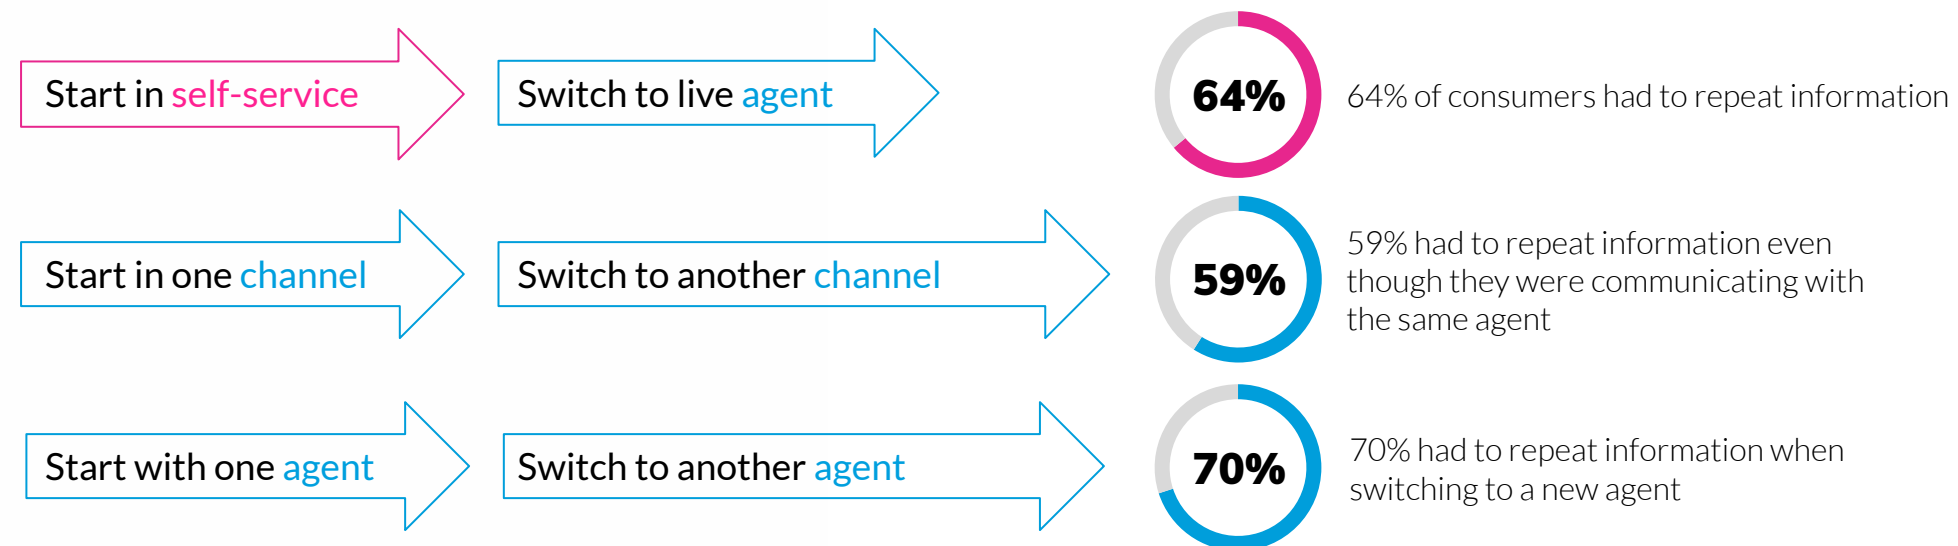 Start in self-service
Switch to live agent
64%
64% of consumers had to repeat information
Start in one channel
Switch to another channel
59%
59% had to repeat information even
though they were communicating with
the same agent
Start with one agent
Switch to another agent
70%
70% had to repeat information when
switching to a new agent